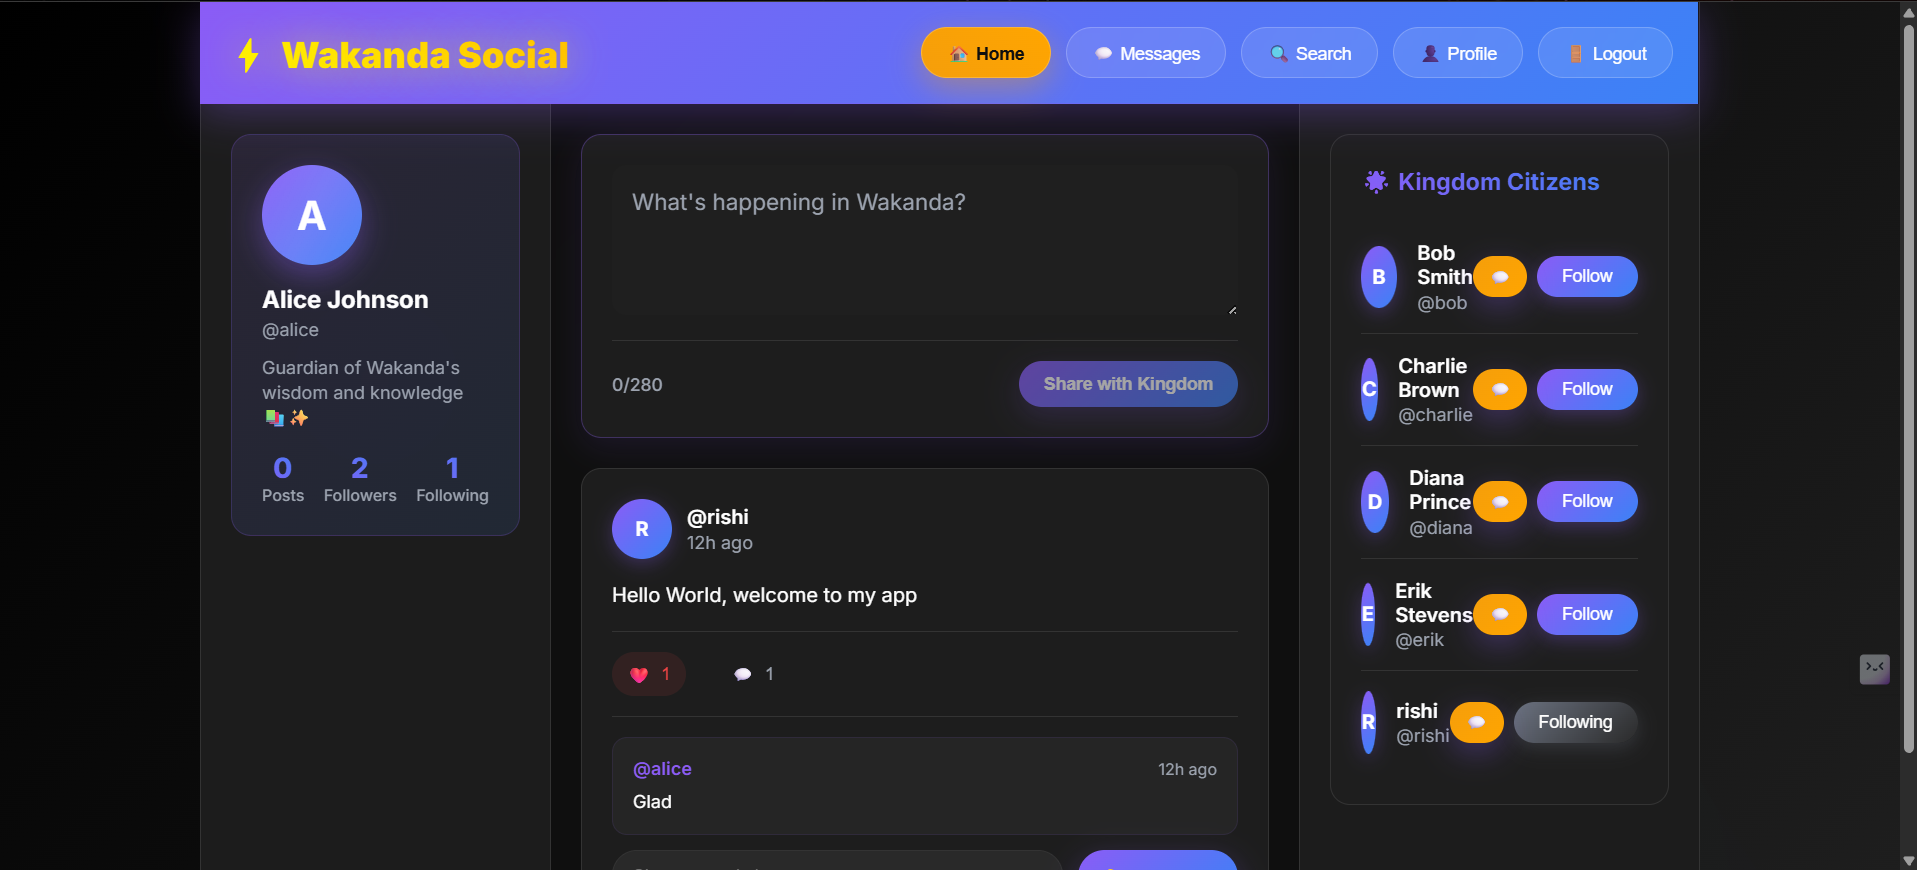 Wakanda Social
Home
Messages
Search
Profile
Logout
A
Alice Johnson
@alice
Guardian of Wakanda's
wisdom and knowledge
0
Posts
2
Followers
1
Following
What's happening in Wakanda?
0/280
Share with Kingdom
R
@rishi
12h ago
Hello World, welcome to my app
1
1
@alice
12h ago
Glad
Kingdom Citizens
B
Bob
Smith
@bob
Follow
C
Charlie
Brown
@charlie
Follow
D
Diana
Prince
@diana
Follow
E
Erik
Stevens
@erik
Follow
R
rishi
@rishi
Following